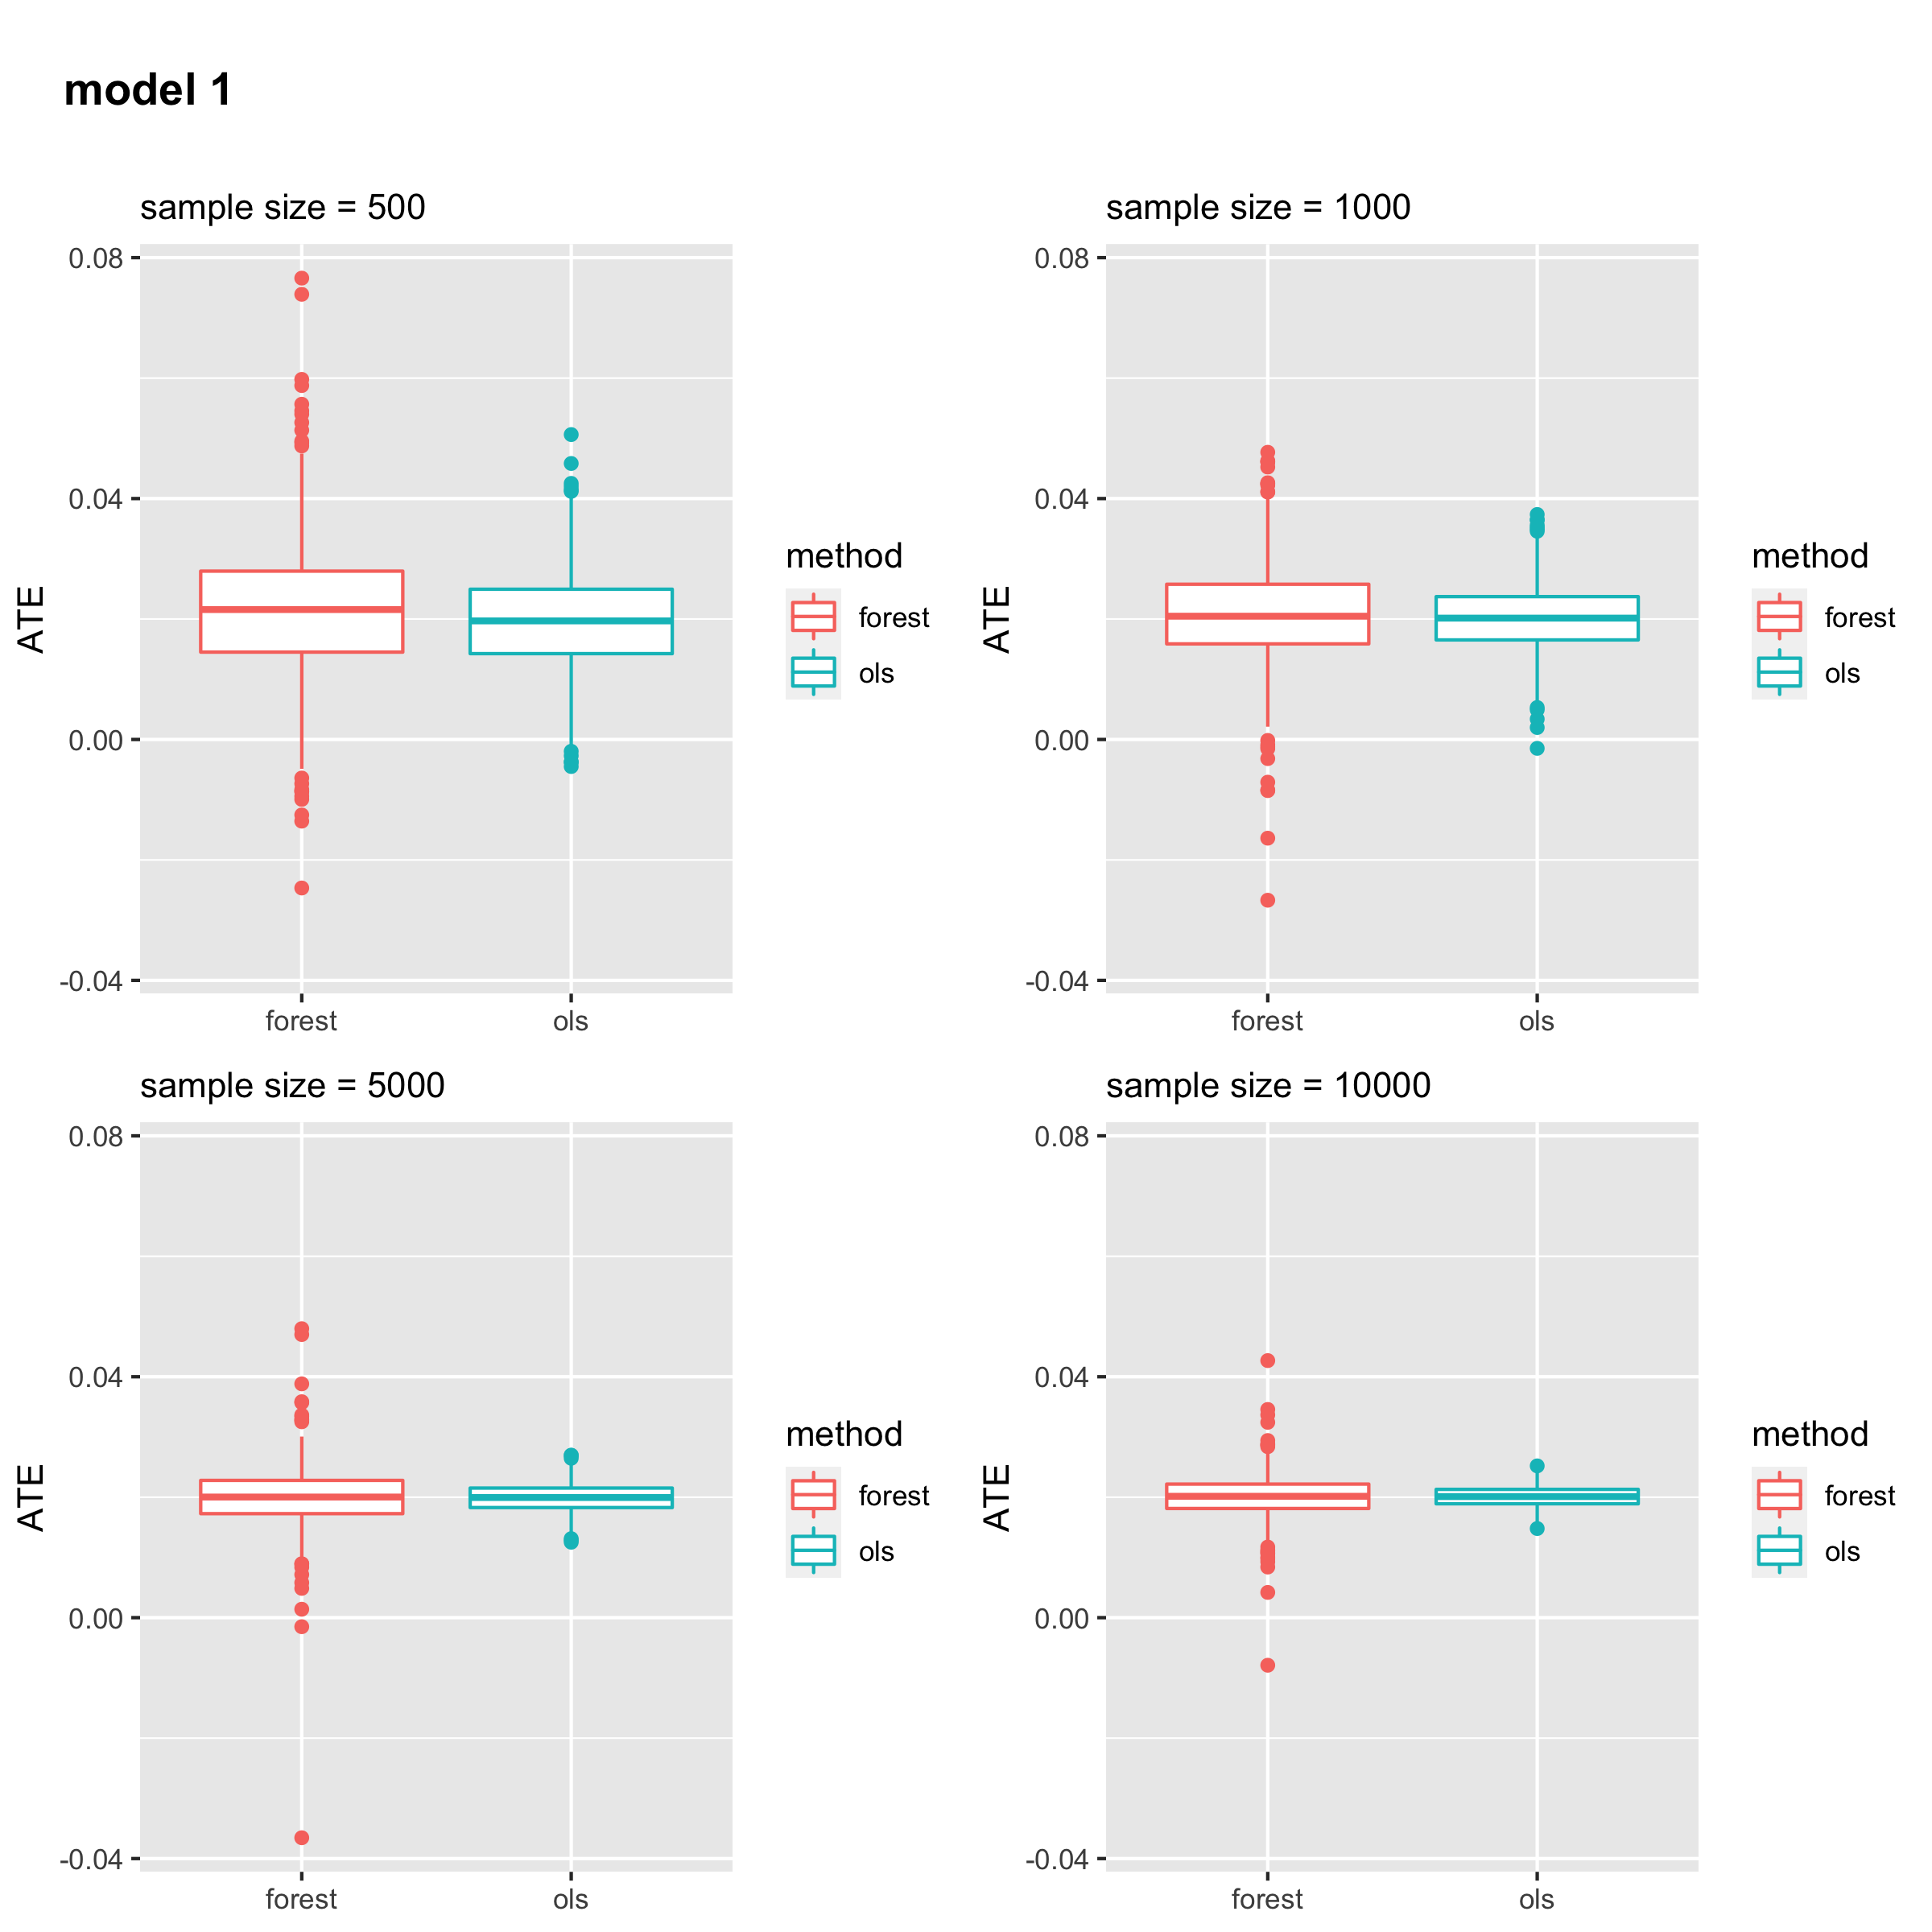 model 1
sample size = 500
0.08
0.04
0.00
-0.04
ATE
forest
ols
method
forest
ols
sample size = 1000
0.08
0.04
0.00
-0.04
ATE
forest
ols
method
forest
ols
sample size = 5000
0.08
0.04
0.00
-0.04
ATE
forest
ols
method
forest
ols
sample size = 10000
0.08
0.04
0.00
-0.04
ATE
forest
ols
method
forest
ols